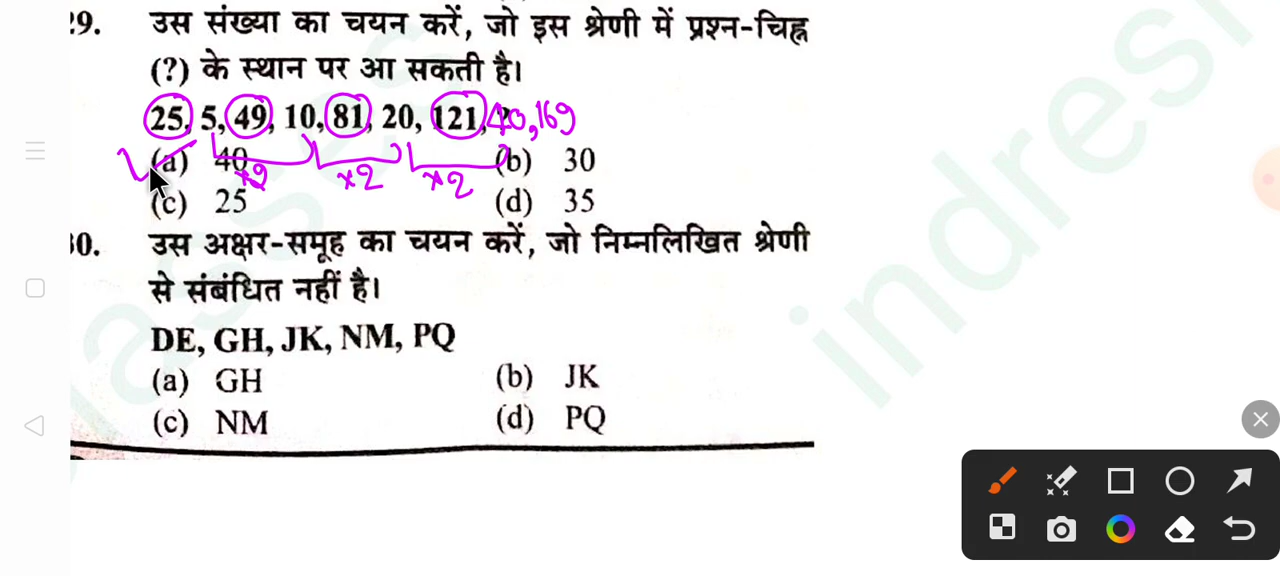 29. उस संख्या का चयन करें, जो इस श्रेणी में प्रश्न-चिह्न
(?) के स्थान पर आ सकती है।
25, 5, 49, 10, 81, 20, 121, ? 40, 169
(a) 40 (b) 30
×2 ×2 ×2
(c) 25 (d) 35
30. उस अक्षर-समूह का चयन करें, जो निम्नलिखित श्रेणी
से संबंधित नहीं है।
DE, GH, JK, NM, PQ
(a) GH (b) JK
(c) NM (d) PQ